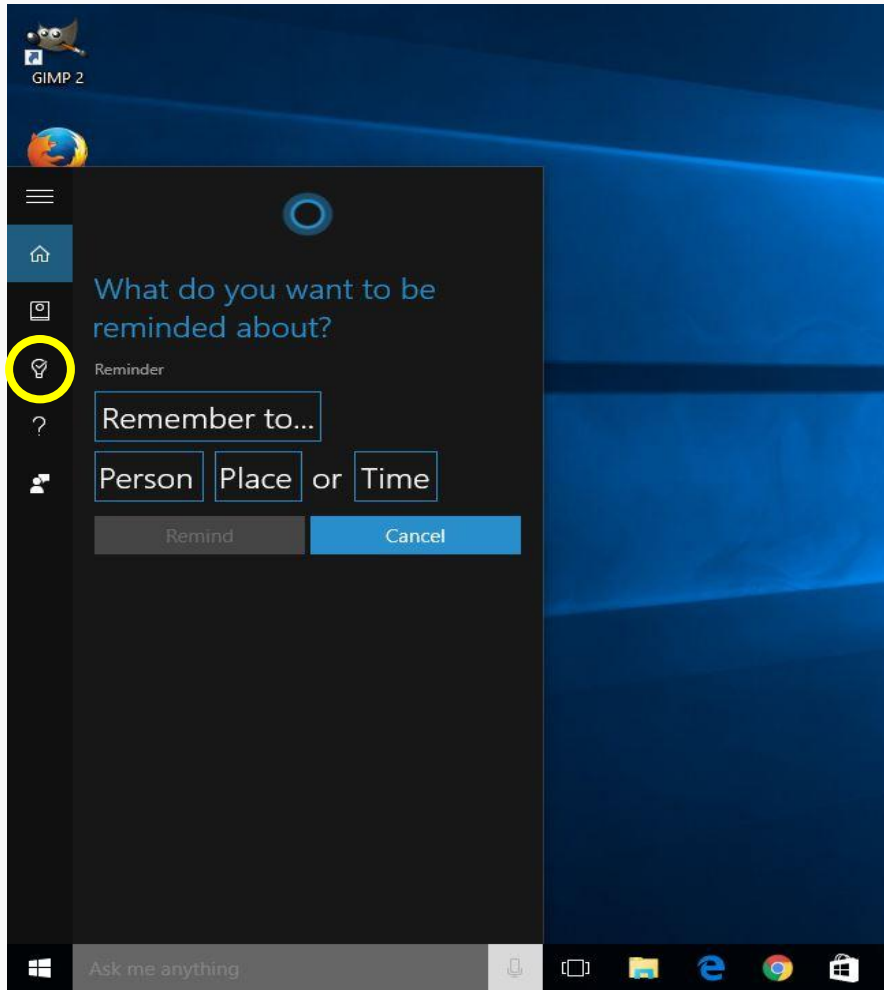 GIMP 2
What do you want to be
reminded about?
Reminder
Remember to...
Person Place or Time
Remind Cancel
Ask me anything